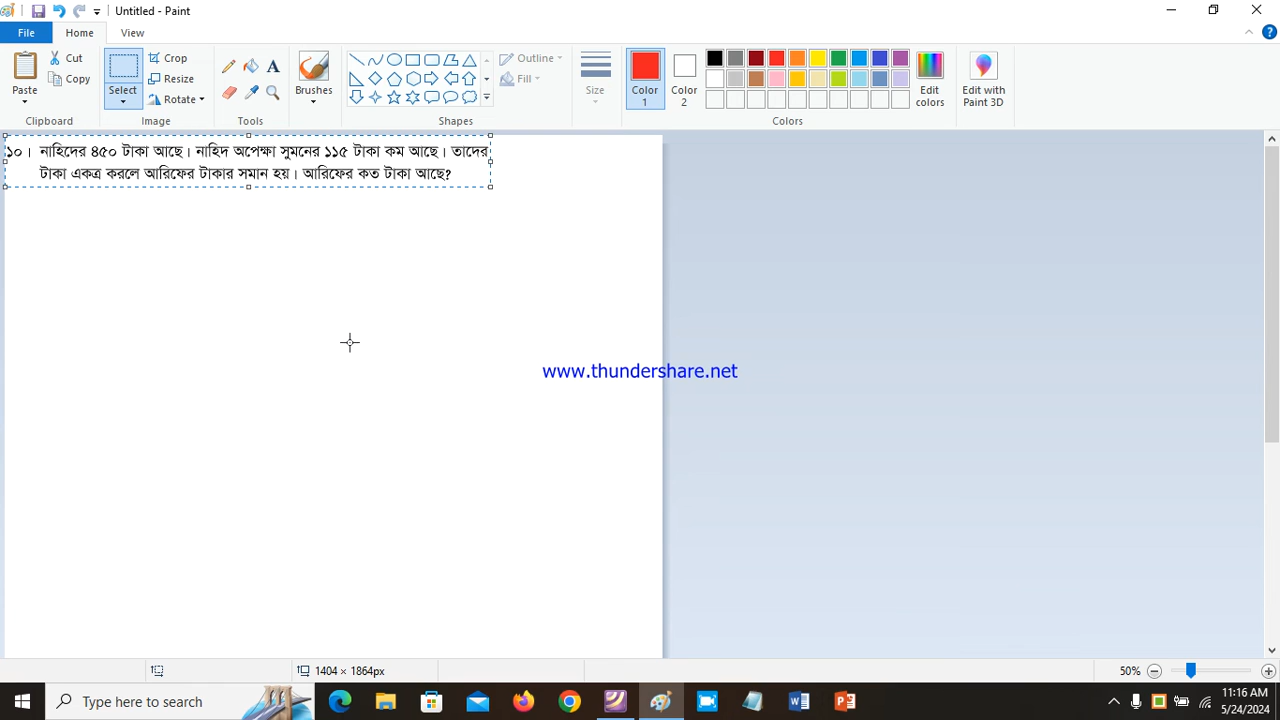 Untitled - Paint
File
Home
View
Paste
Cut
Copy
Clipboard
Select
Crop
Resize
Rotate
Image
Tools
Brushes
Shapes
Outline
Fill
Size
Color 1
Color 2
Colors
Edit colors
Edit with Paint 3D
১০। নাহিদের ৪৫০ টাকা আছে। নাহিদ অপেক্ষা সুমনের ১১৫ টাকা কম আছে। তাদের
টাকা একত্র করলে আরিফের টাকার সমান হয়। আরিফের কত টাকা আছে?
www.thundershare.net
1404 × 1864px
50%
Type here to search
11:16 AM
5/24/2024